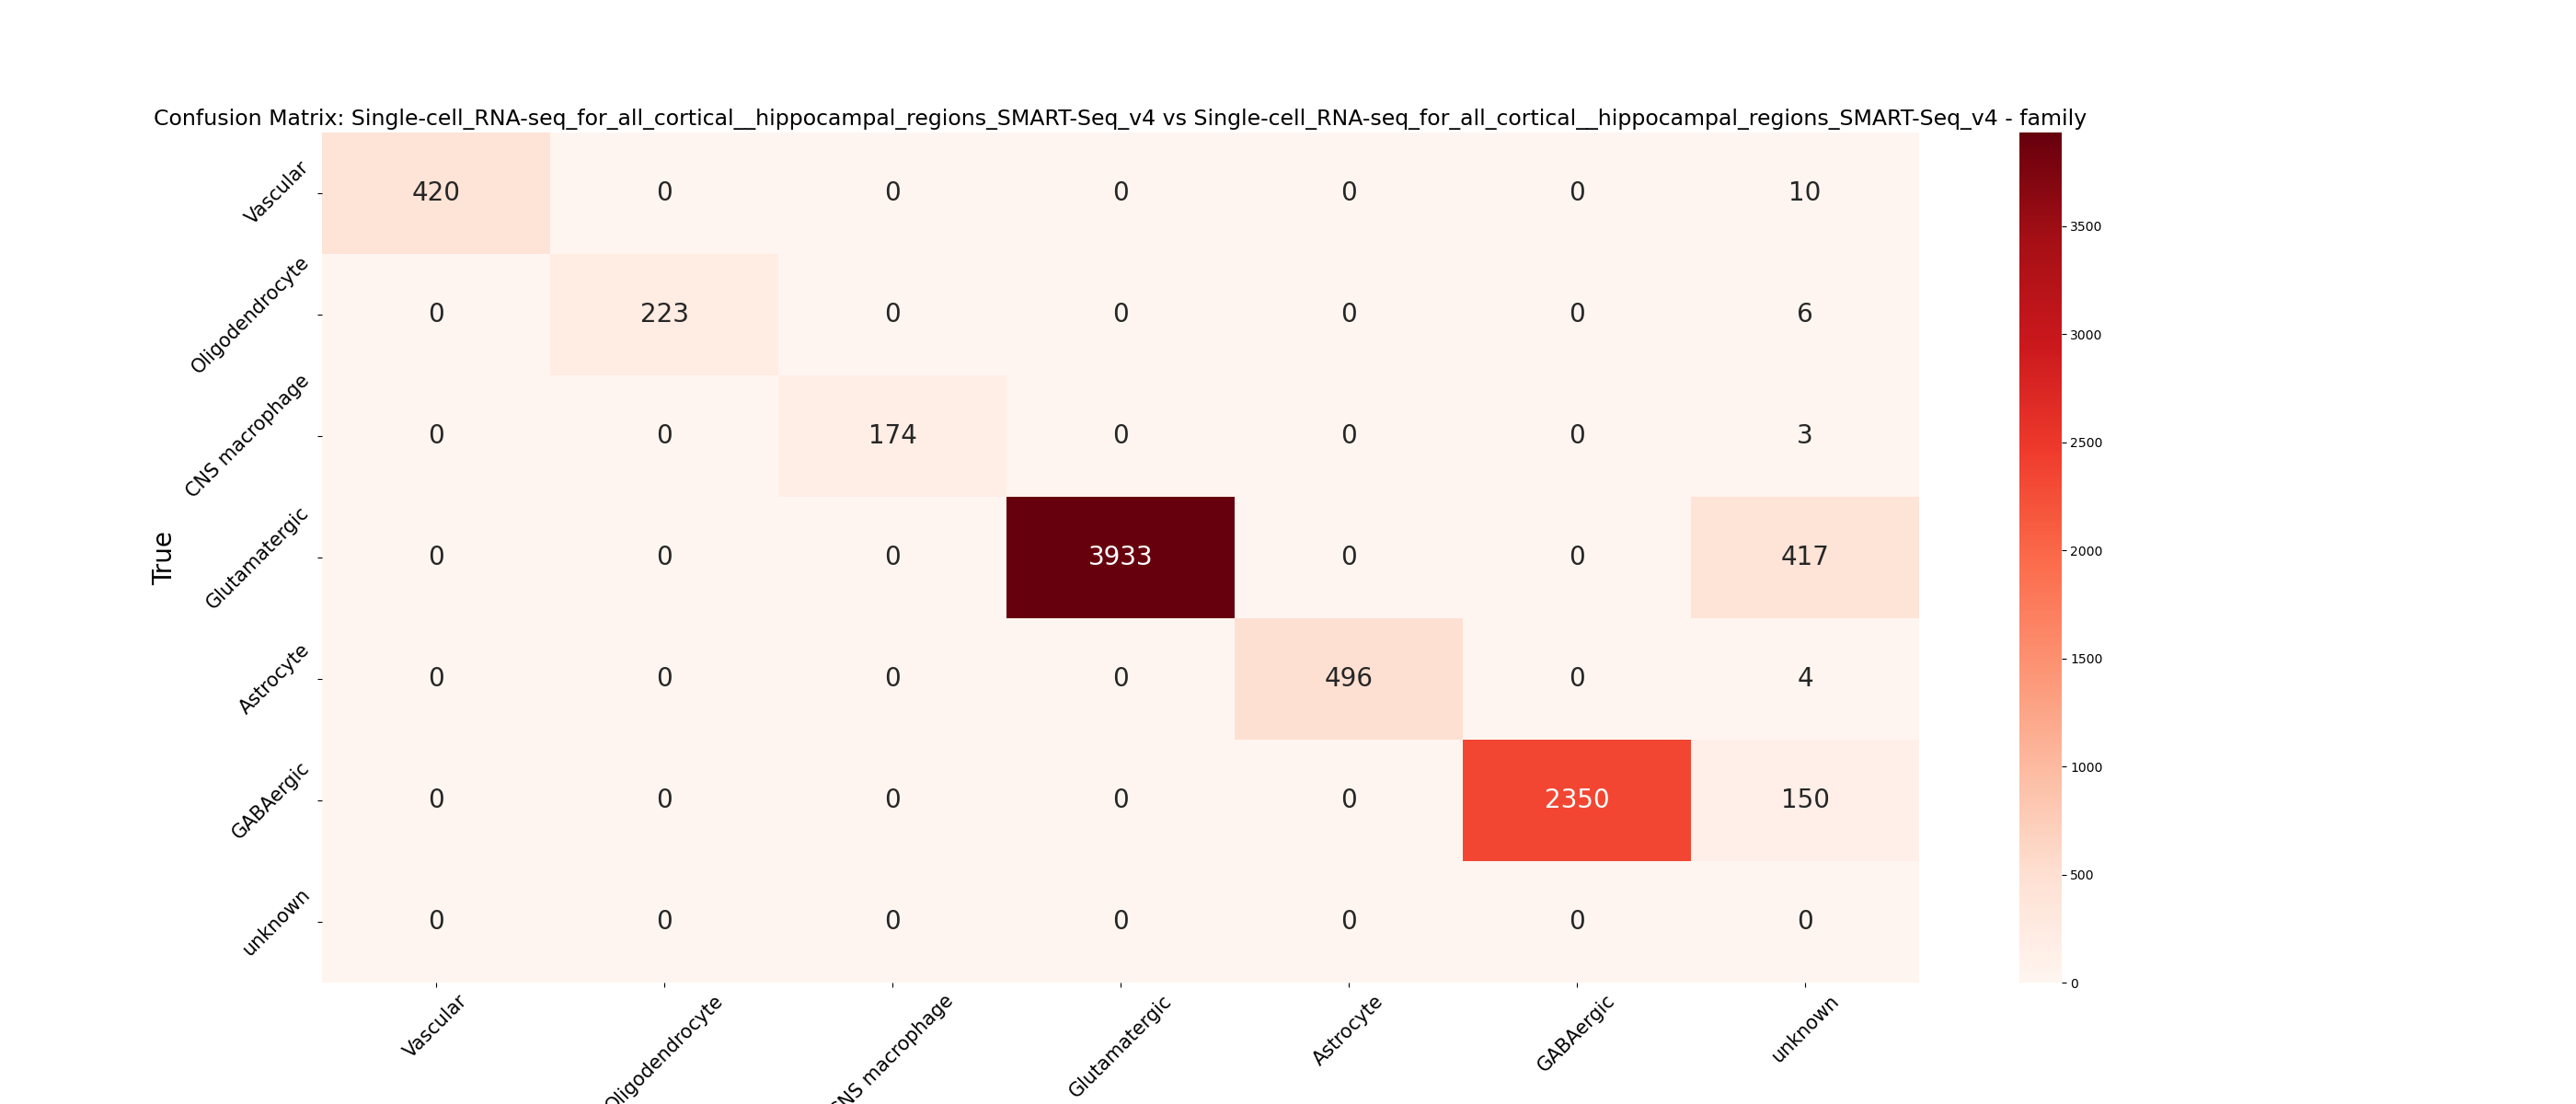 Confusion Matrix: Single-cell_RNA-seq_for_all_cortical__hippocampal_regions_SMART-Seq_v4 vs Single-cell_RNA-seq_for_all_cortical__hippocampal_regions_SMART-Seq_v4 - family
Vascular 420 0 0 0 0 0 10
Oligodendrocyte 0 223 0 0 0 0 6
CNS macrophage 0 0 174 0 0 0 3
Glutamatergic 0 0 0 3933 0 0 417
Astrocyte 0 0 0 0 496 0 4
GABAergic 0 0 0 0 0 2350 150
unknown 0 0 0 0 0 0 0
True
Vascular Oligodendrocyte CNS macrophage Glutamatergic Astrocyte GABAergic unknown
3500
3000
2500
2000
1500
1000
500
0